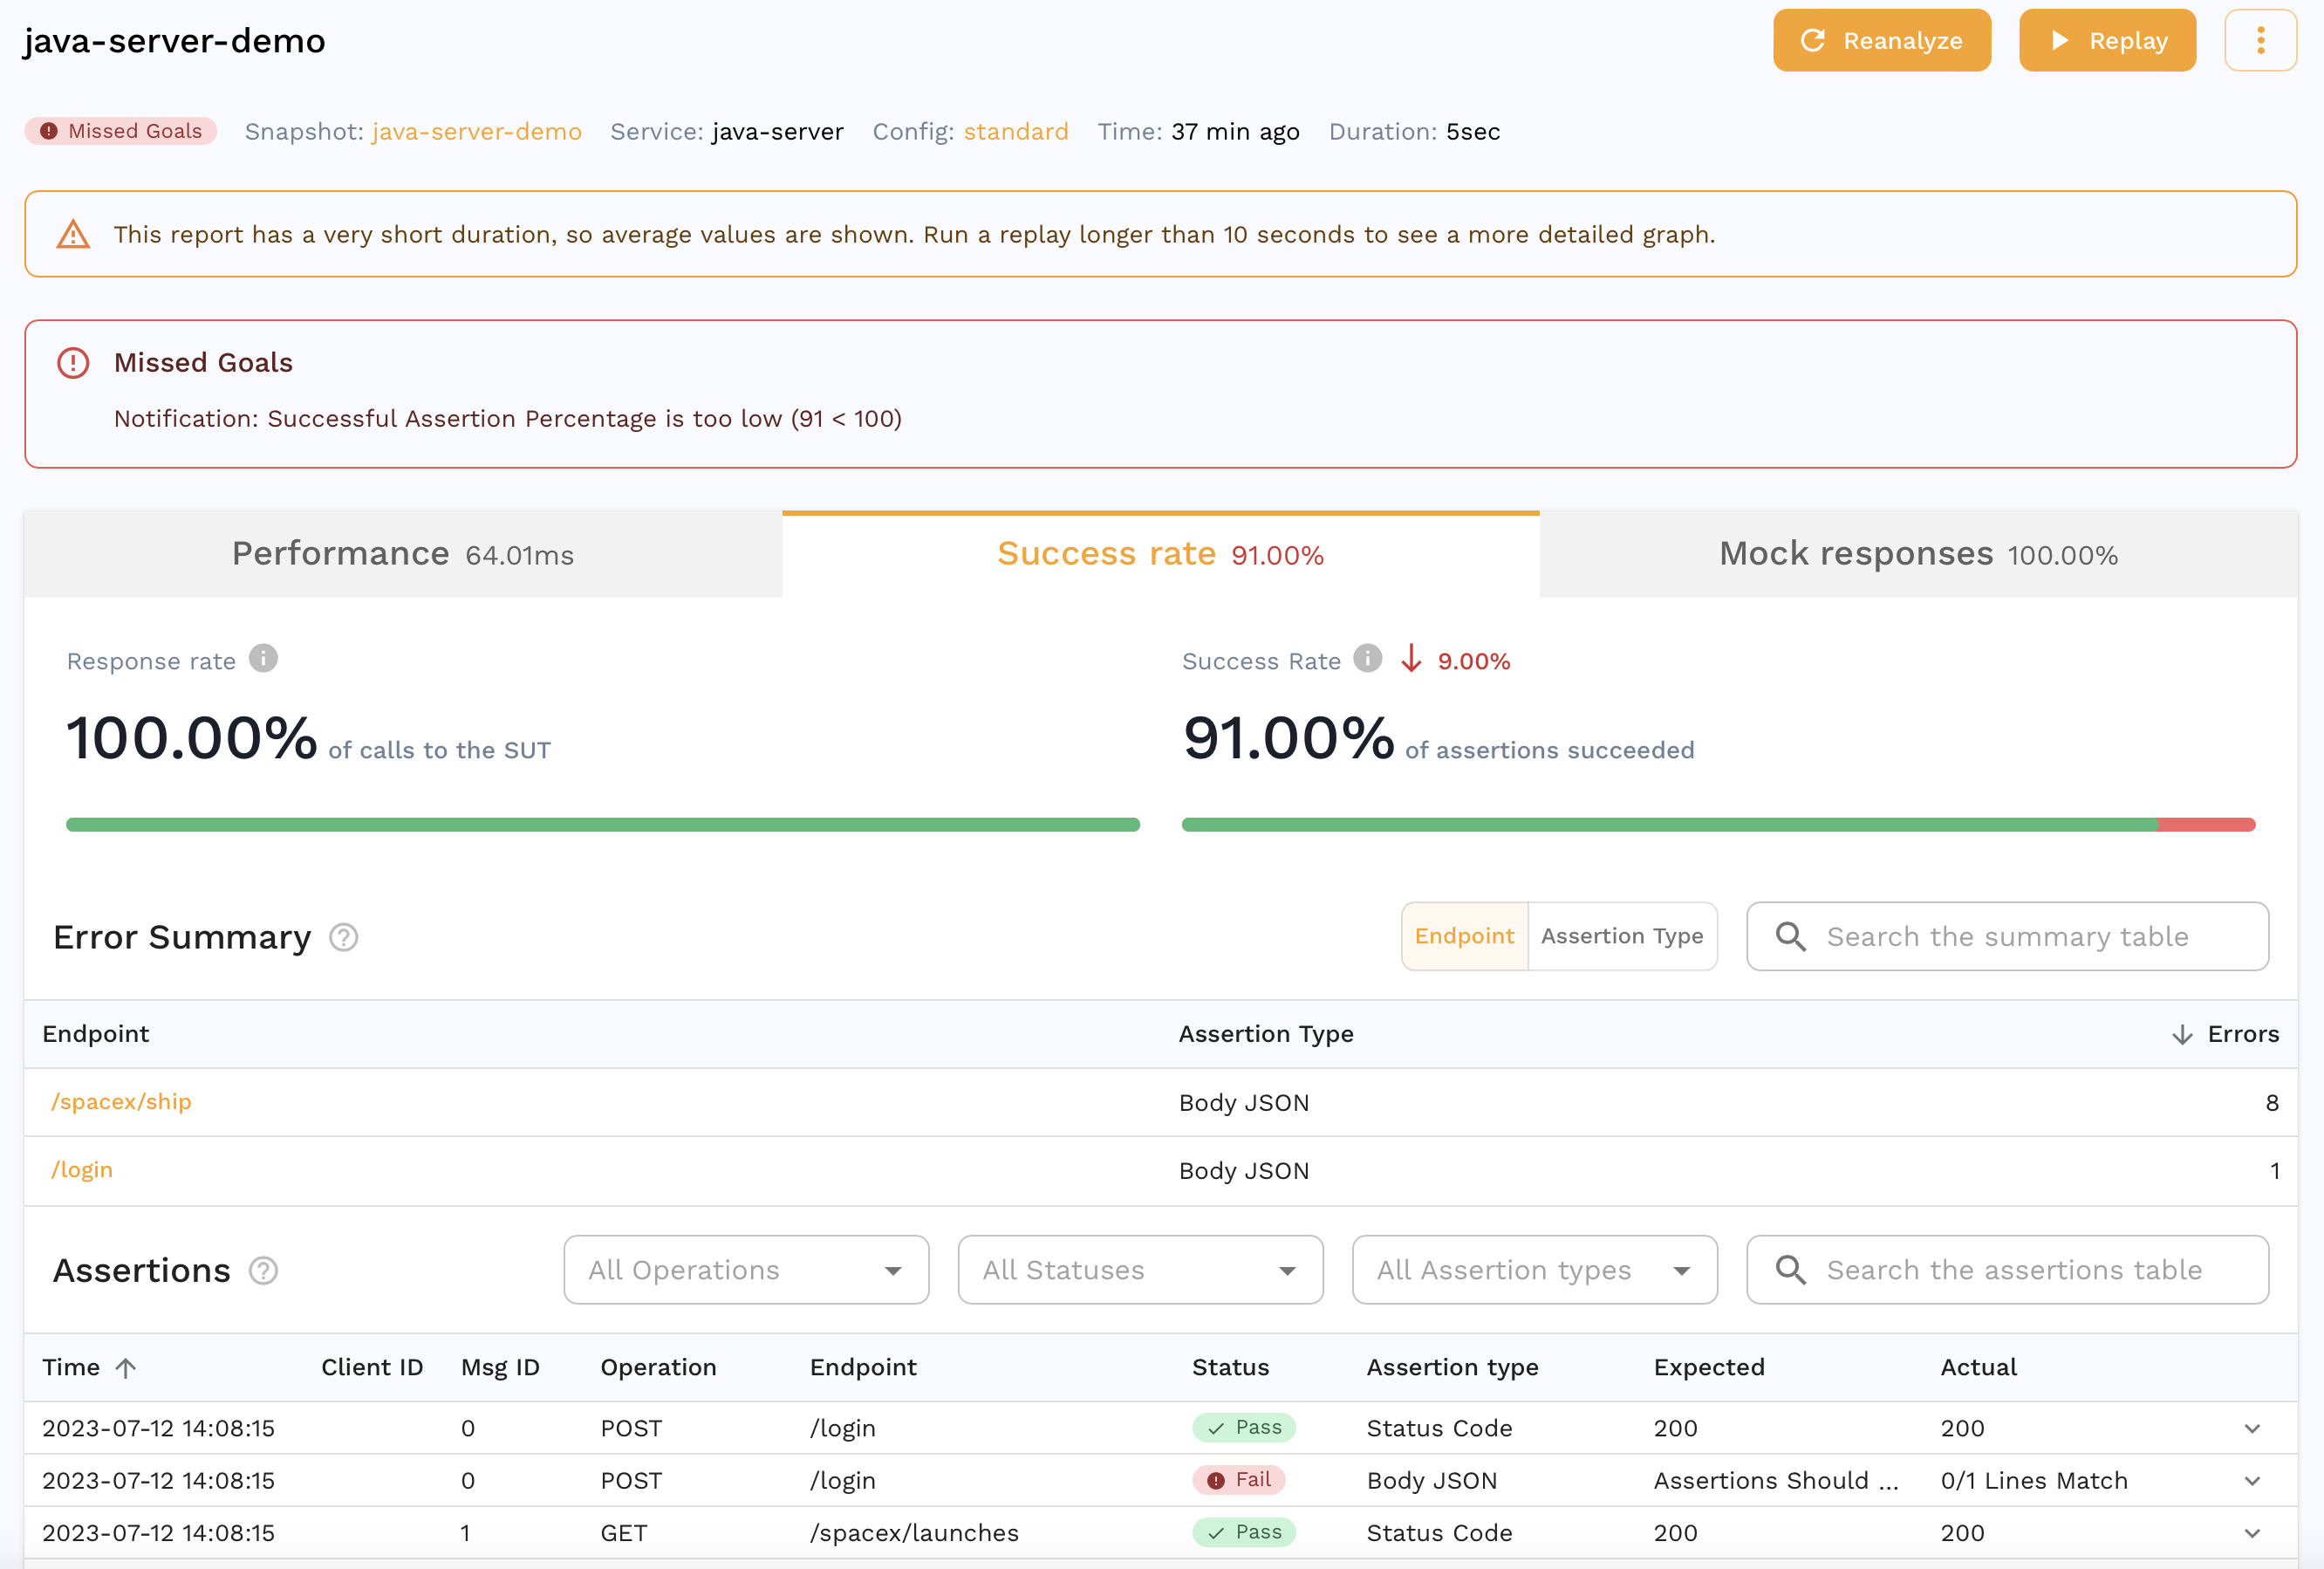 java-server-demo
Reanalyze
Replay
Missed Goals Snapshot: java-server-demo Service: java-server Config: standard Time: 37 min ago Duration: 5sec
This report has a very short duration, so average values are shown. Run a replay longer than 10 seconds to see a more detailed graph.
Missed Goals
Notification: Successful Assertion Percentage is too low (91 < 100)
Performance 64.01ms
Success rate 91.00%
Mock responses 100.00%
Response rate
100.00% of calls to the SUT
Success Rate 9.00%
91.00% of assertions succeeded
Error Summary
Endpoint Assertion Type
Search the summary table
Endpoint Assertion Type Errors
/spacex/ship Body JSON 8
/login Body JSON 1
Assertions
All Operations
All Statuses
All Assertion types
Search the assertions table
Time Client ID Msg ID Operation Endpoint Status Assertion type Expected Actual
2023-07-12 14:08:15 0 POST /login Pass Status Code 200 200
2023-07-12 14:08:15 0 POST /login Fail Body JSON Assertions Should ... 0/1 Lines Match
2023-07-12 14:08:15 1 GET /spacex/launches Pass Status Code 200 200